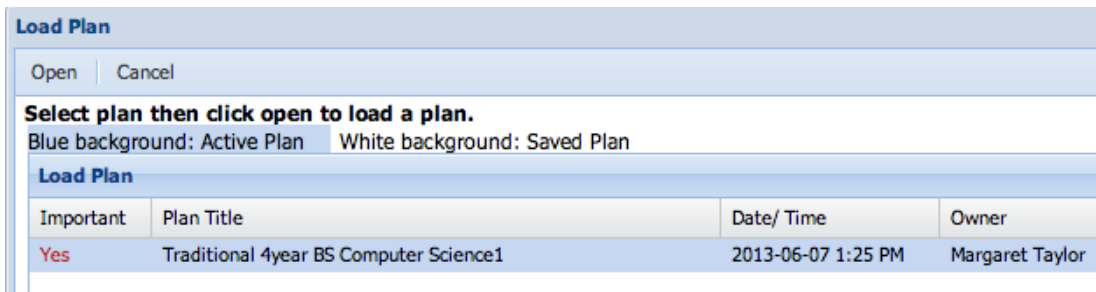 Load Plan
Open Cancel
Select plan then click open to load a plan.
Blue background: Active Plan White background: Saved Plan
Load Plan
Important Plan Title Date/ Time Owner
Yes Traditional 4year BS Computer Science1 2013-06-07 1:25 PM Margaret Taylor